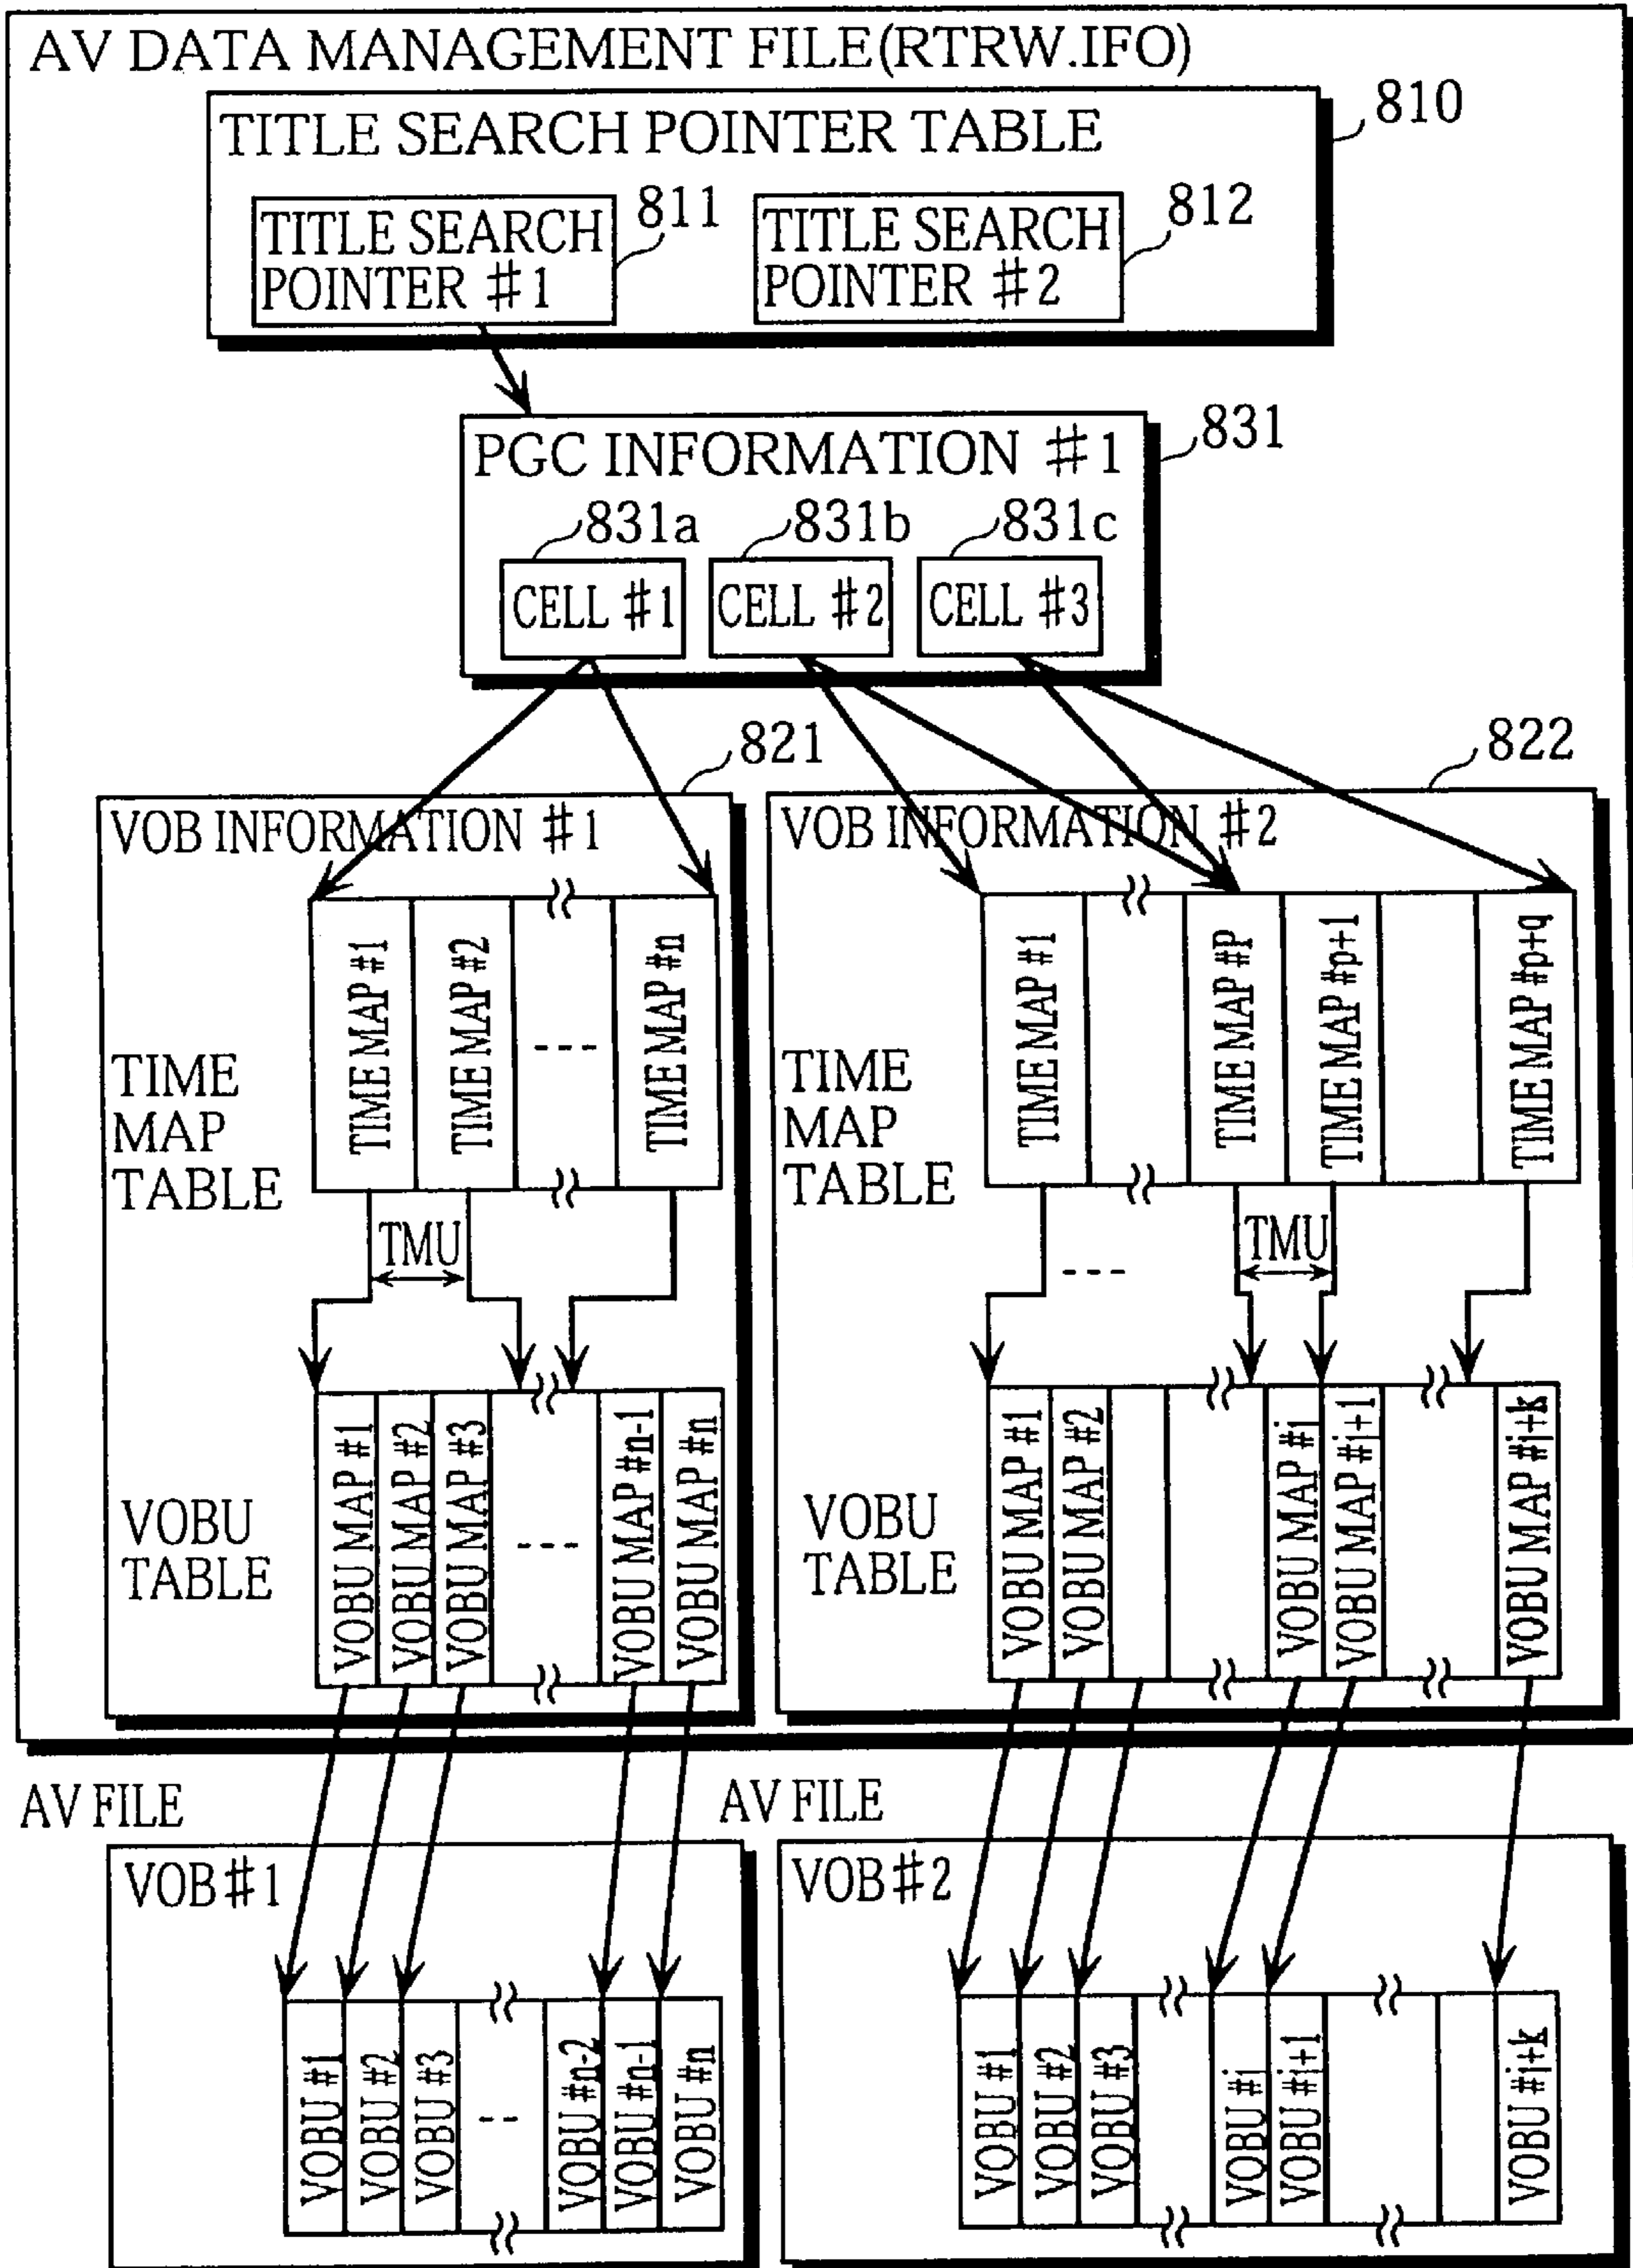 AV DATA MANAGEMENT FILE(RTRW.IFO)
TITLE SEARCH POINTER TABLE
810
TITLE SEARCH
POINTER #1
811
TITLE SEARCH
POINTER #2
812
PGC INFORMATION #1
831
831a
831b
831c
CELL #1
CELL #2
CELL #3
821
822
VOB INFORMATION #1
TIME
MAP
TABLE
TIME MAP #1
TIME MAP #2
---
TIME MAP #n
TMU
VOBU
TABLE
VOBU MAP #1
VOBU MAP #2
VOBU MAP #3
---
VOBU MAP #n-1
VOBU MAP #n
VOB INFORMATION #2
TIME
MAP
TABLE
TIME MAP #1
TIME MAP #P
TIME MAP #p+1
TIME MAP #p+q
---
TMU
VOBU
TABLE
VOBU MAP #1
VOBU MAP #2
VOBU MAP #i
VOBU MAP #i+1
VOBU MAP #i+k
AV FILE
VOB#1
VOBU #1
VOBU #2
VOBU #3
--
VOBU #n-2
VOBU #n-1
VOBU #n
AV FILE
VOB#2
VOBU #1
VOBU #2
VOBU #3
VOBU #i
VOBU #i+1
VOBU #i+k